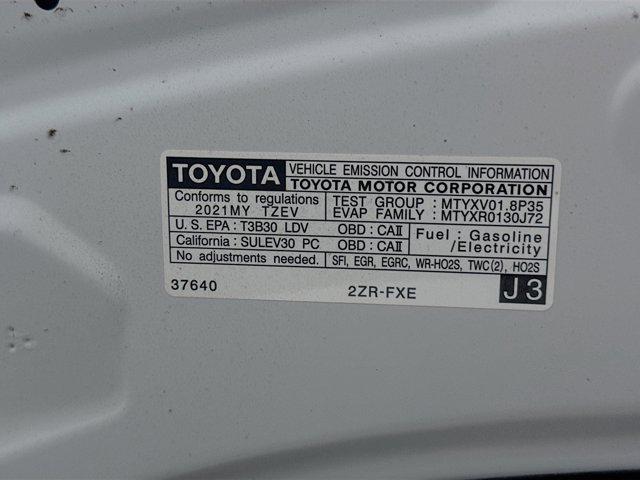 TOYOTA VEHICLE EMISSION CONTROL INFORMATION
TOYOTA MOTOR CORPORATION
Conforms to regulations TEST GROUP : MTYXV01.8P35
2021MY TZEV EVAP FAMILY : MTYXR0130J72
U. S. EPA : T3B30 LDV OBD : CAII Fuel : Gasoline
California : SULEV30 PC OBD : CAII /Electricity
No adjustments needed. SFI, EGR, EGRC, WR-HO2S, TWC(2), HO2S
37640 2ZR-FXE J3